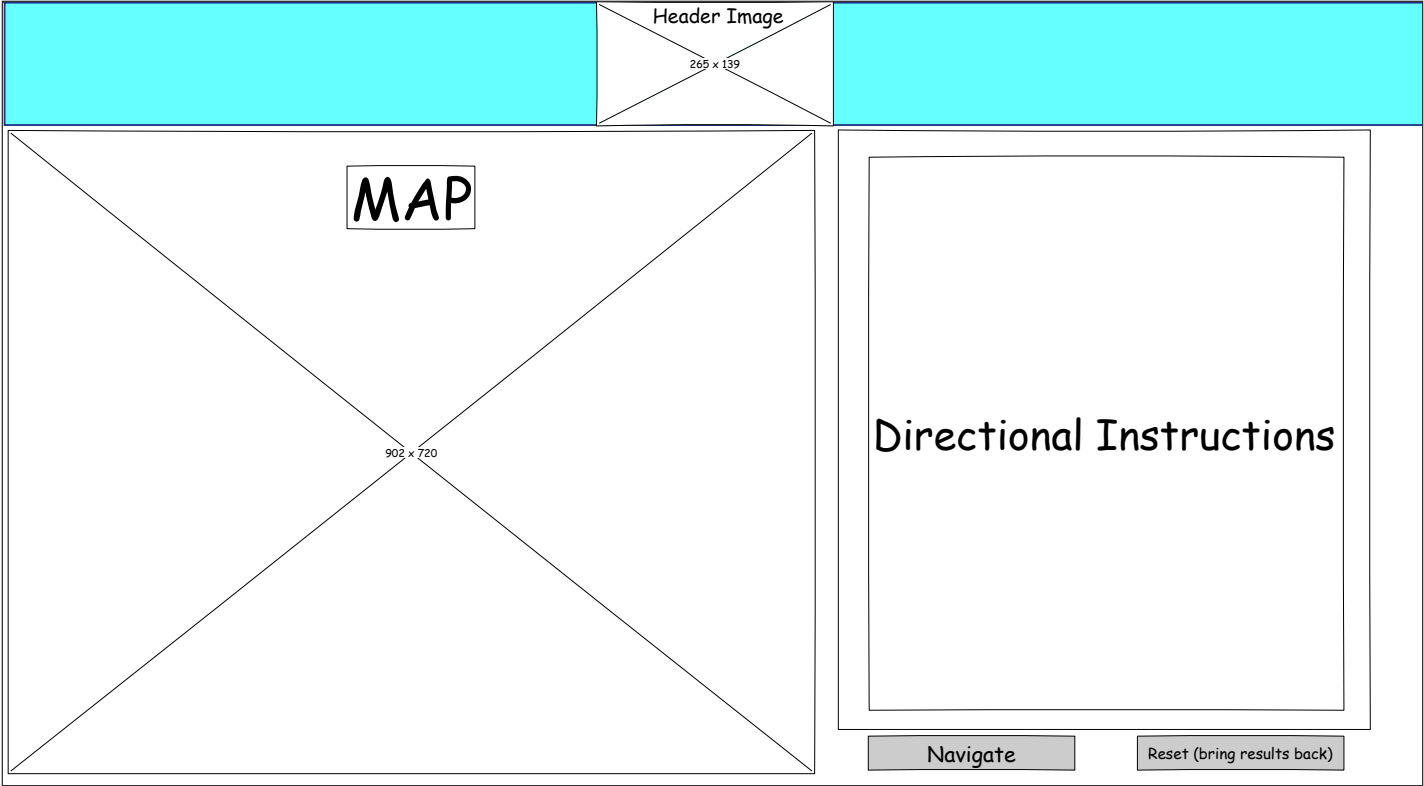 Header Image
265 x 139
MAP
902 x 720
Directional Instructions
Navigate
Reset (bring results back)